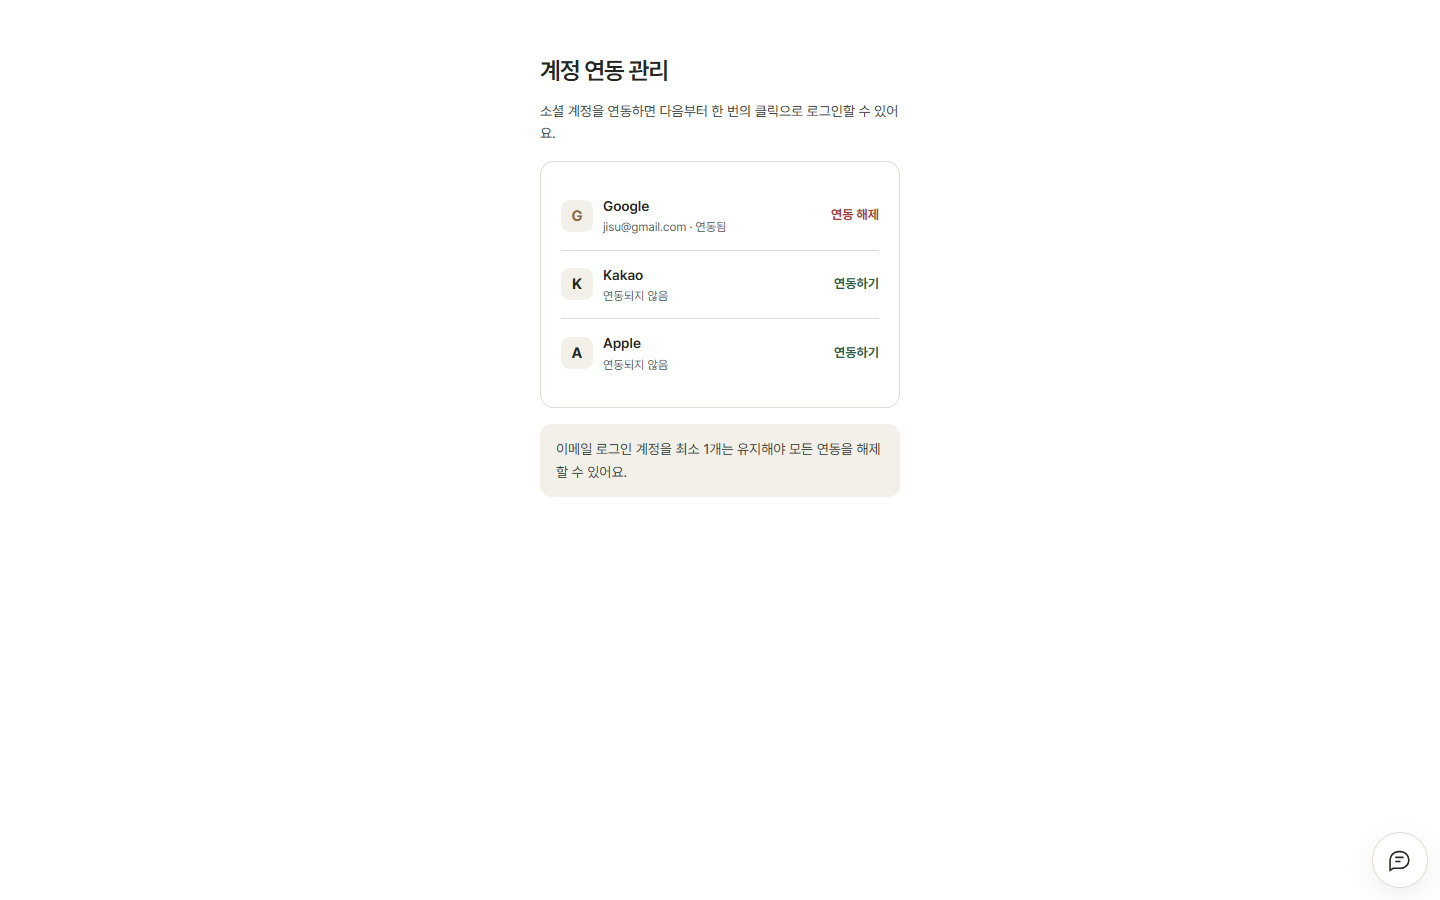 계정 연동 관리
소셜 계정을 연동하면 다음부터 한 번의 클릭으로 로그인할 수 있어
요.
G
Google
jisu@gmail.com · 연동됨
연동 해제
K
Kakao
연동되지 않음
연동하기
A
Apple
연동되지 않음
연동하기
이메일 로그인 계정을 최소 1개는 유지해야 모든 연동을 해제
할 수 있어요.